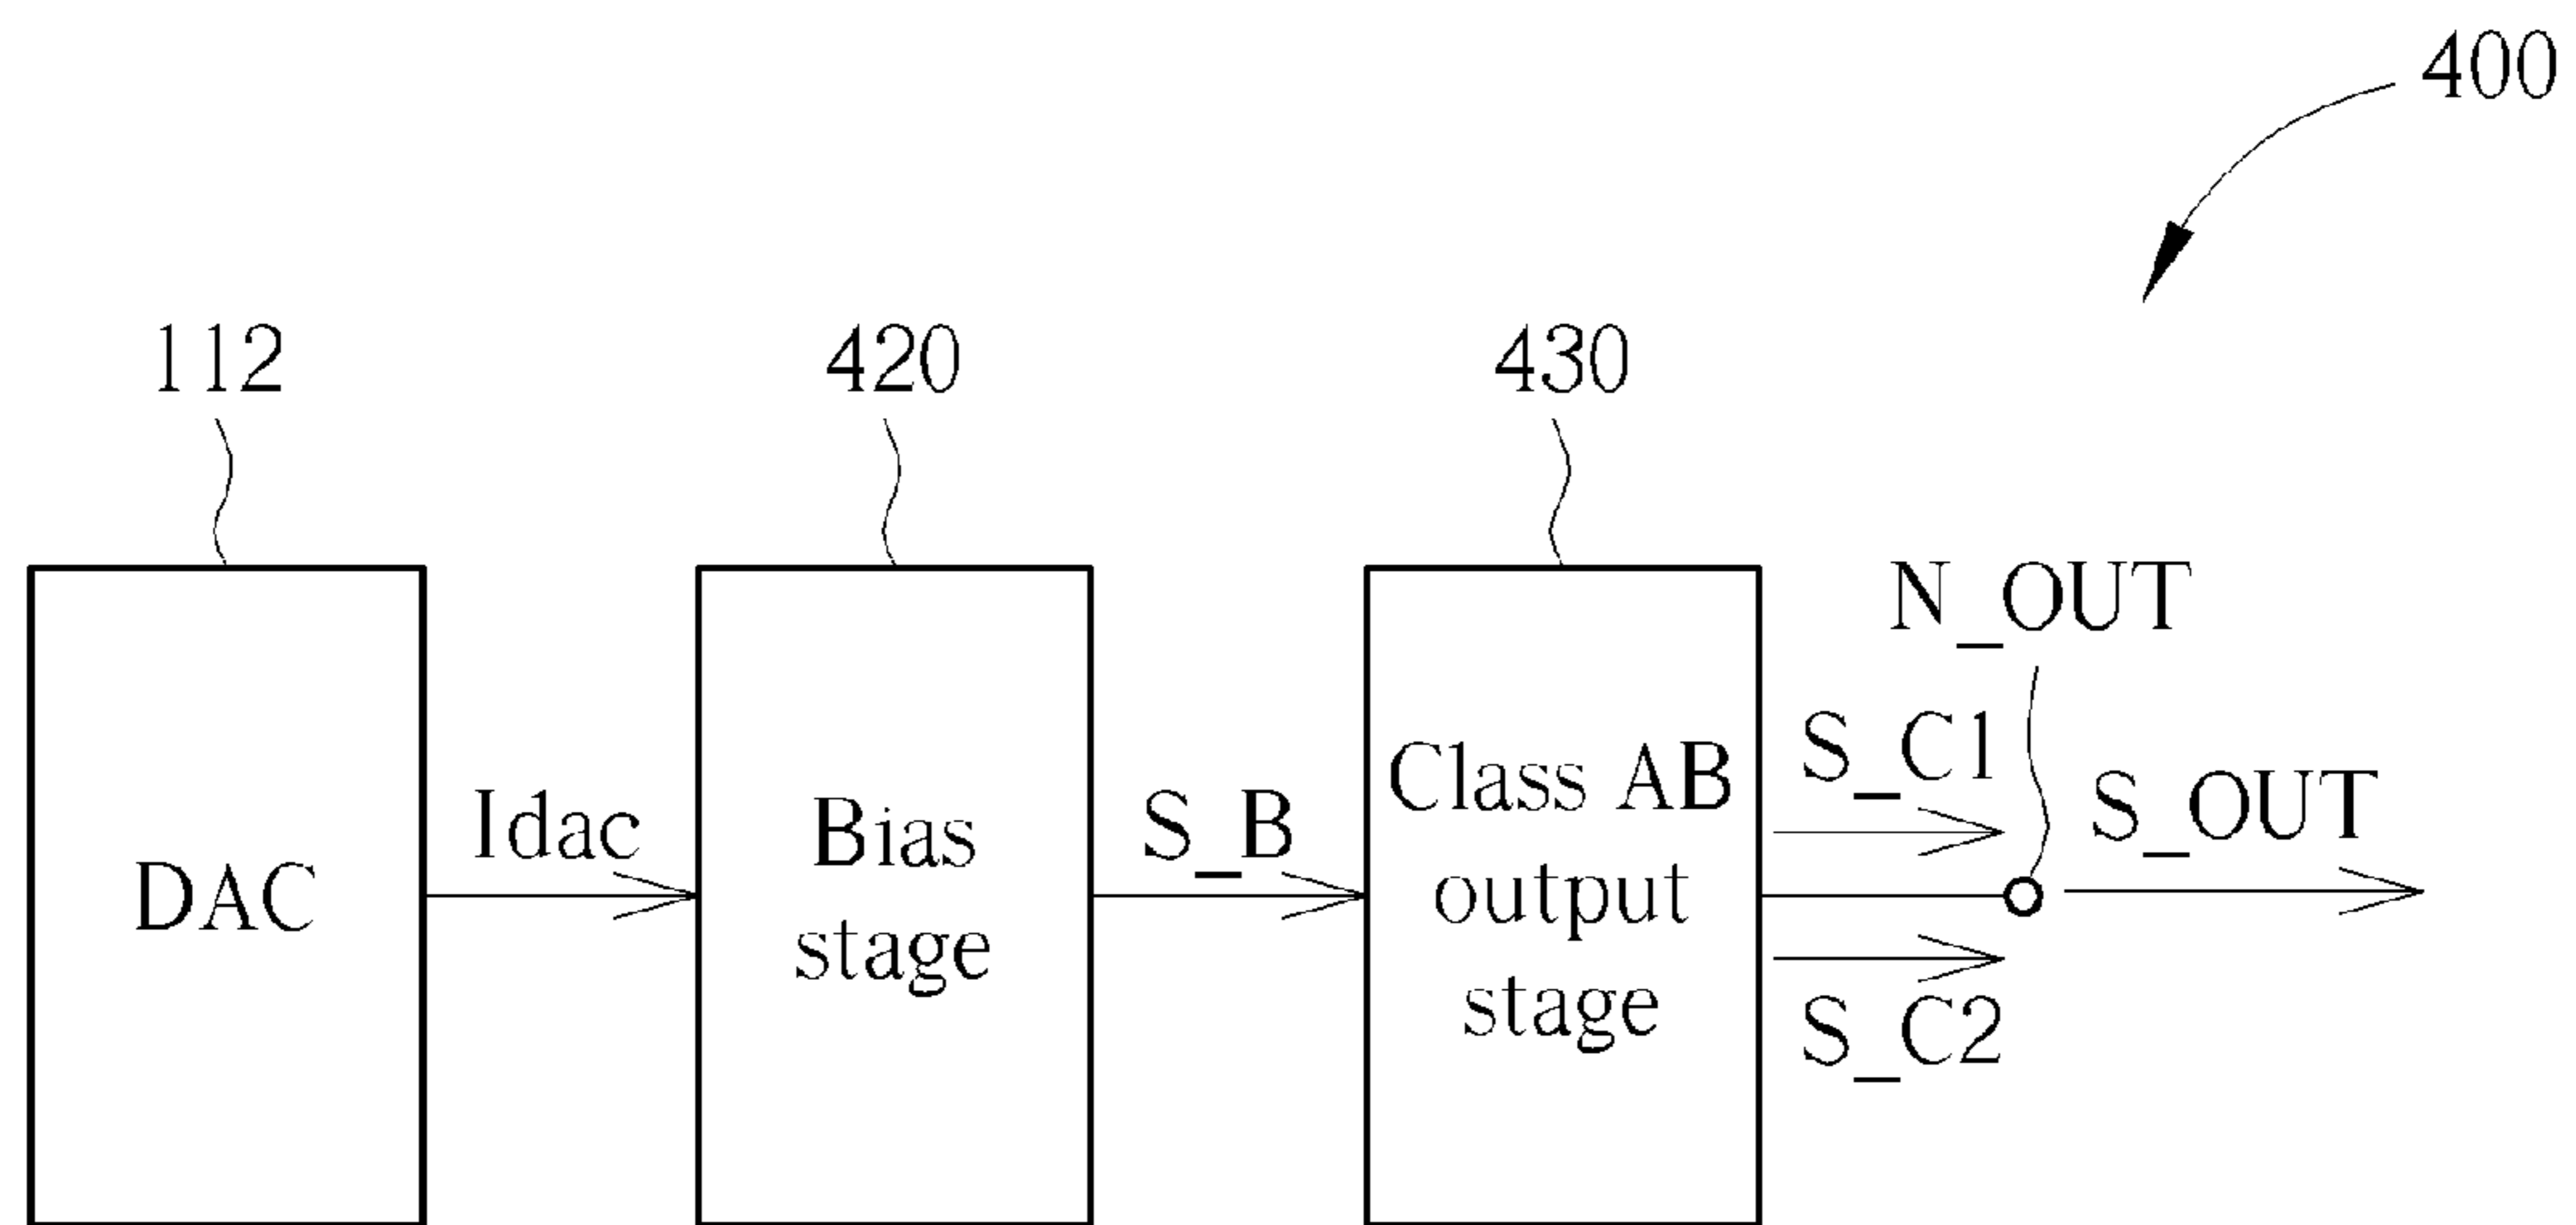 400
112
420
430
N_OUT
DAC
Idac
Bias
stage
S_B
Class AB
output
stage
S_C1
S_C2
S_OUT